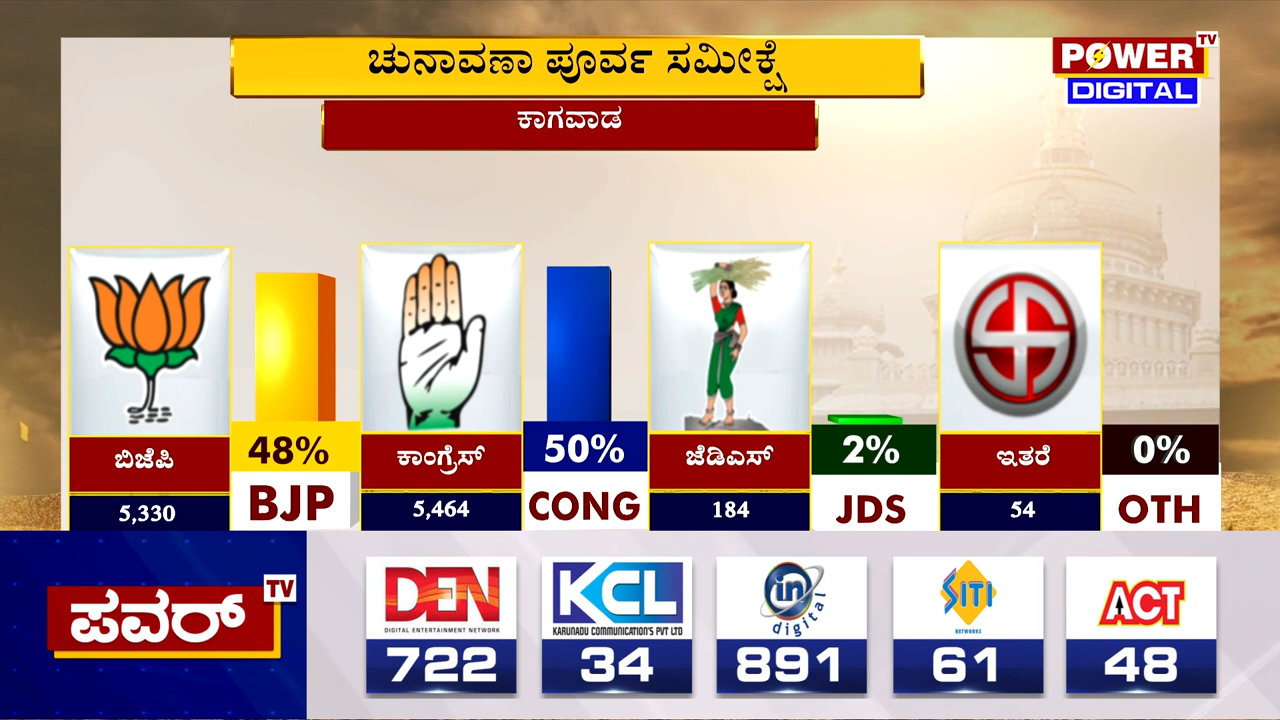 ಚುನಾವಣಾ ಪೂರ್ವ ಸಮೀಕ್ಷೆ
POWER TV
DIGITAL
ಕಾಗವಾಡ
ಬಿಜೆಪಿ
5,330
48%
BJP
ಕಾಂಗ್ರೆಸ್
5,464
50%
CONG
ಜೆಡಿಎಸ್
184
2%
JDS
ಇತರೆ
54
0%
OTH
ಪವರ್ TV
DEN
DIGITAL ENTERTAINMENT NETWORK
722
KCL
KARUNADU COMMUNICATION'S PVT LTD
34
in
digital
891
SITI
NETWORKS
61
ACT
48